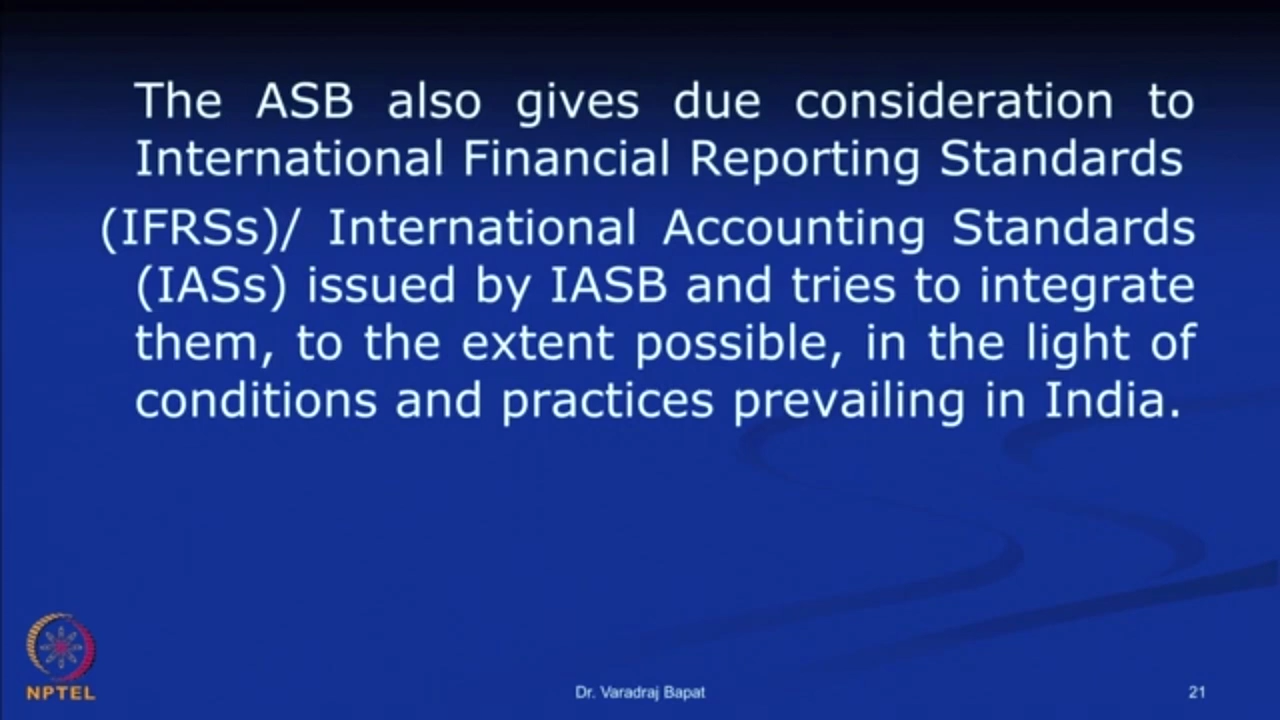 The ASB also gives due consideration to
International Financial Reporting Standards
(IFRSs)/ International Accounting Standards
(IASs) issued by IASB and tries to integrate
them, to the extent possible, in the light of
conditions and practices prevailing in India.
NPTEL
Dr. Varadraj Bapat
21